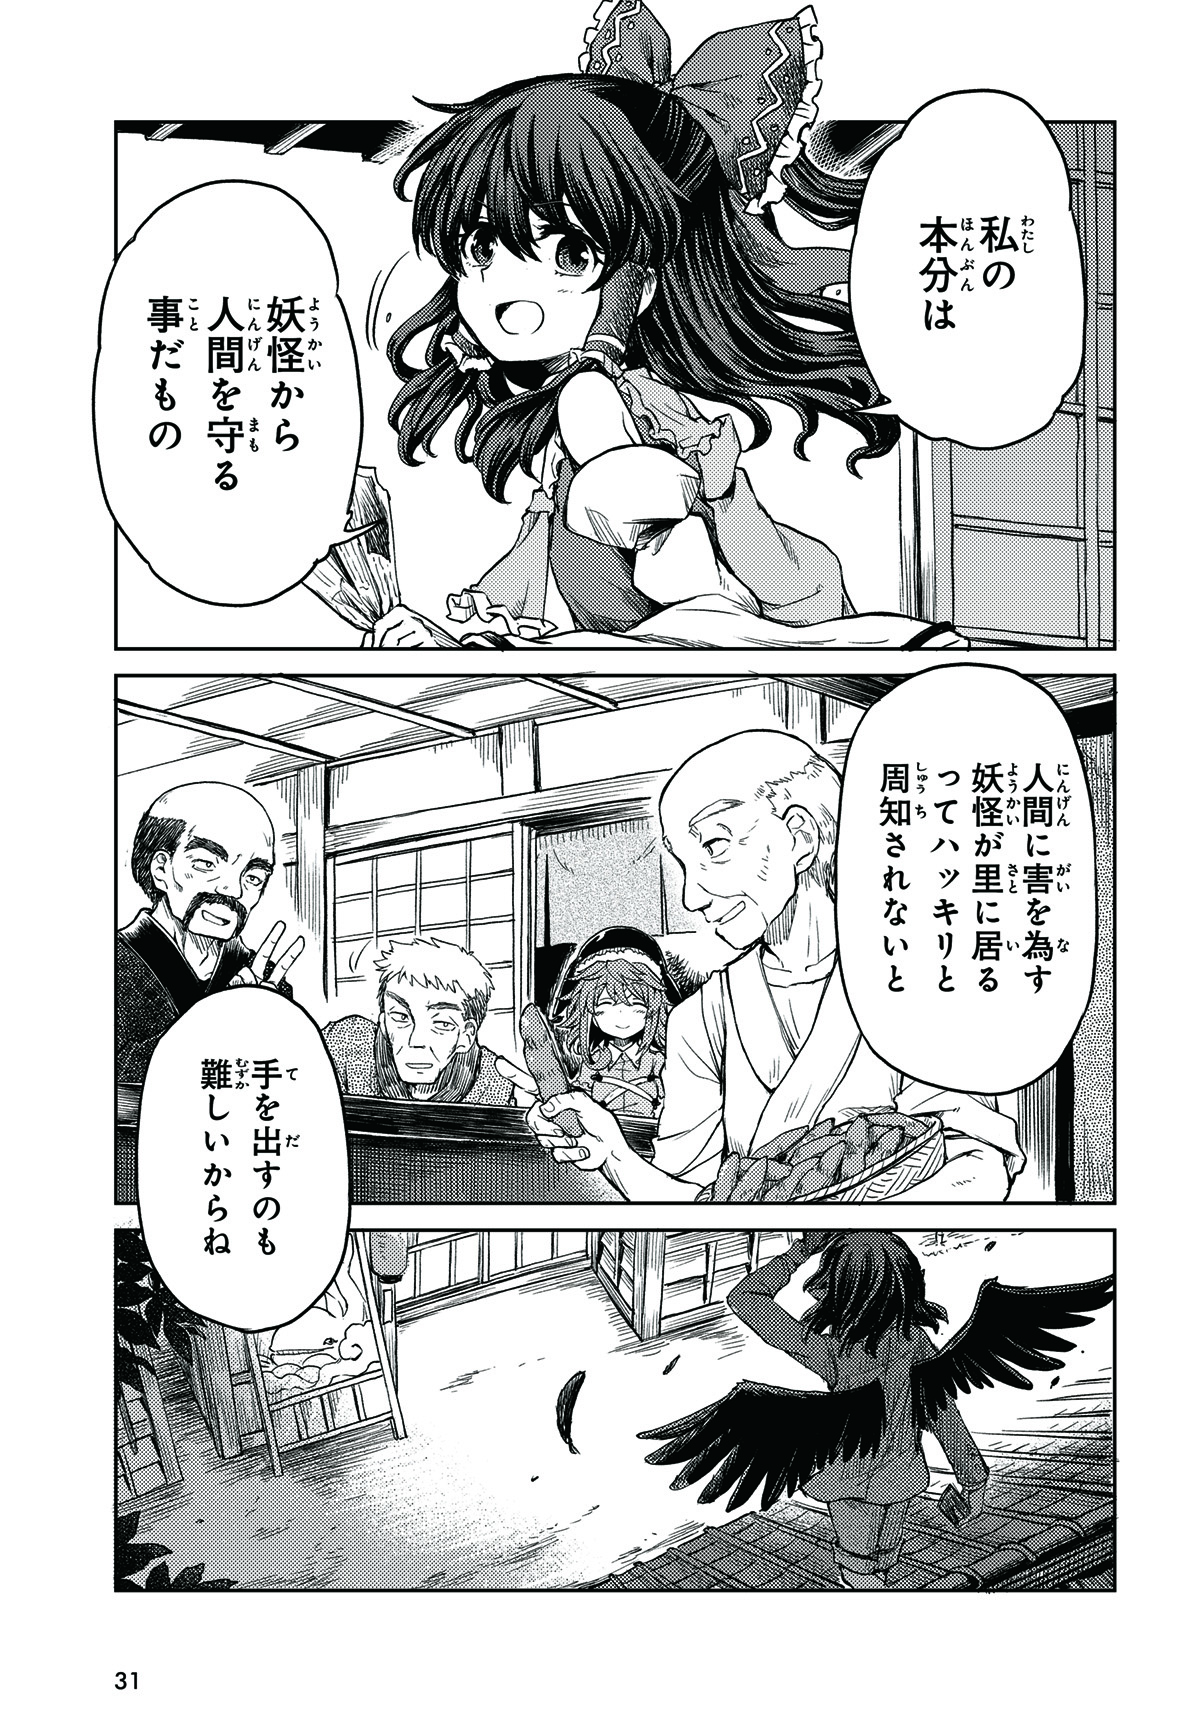 私の
本分は
妖怪から
人間を守る
事だもの
人間に害を為す
妖怪が里に居る
ってハッキリと
周知されないと
手を出すのも
難しいからね
31